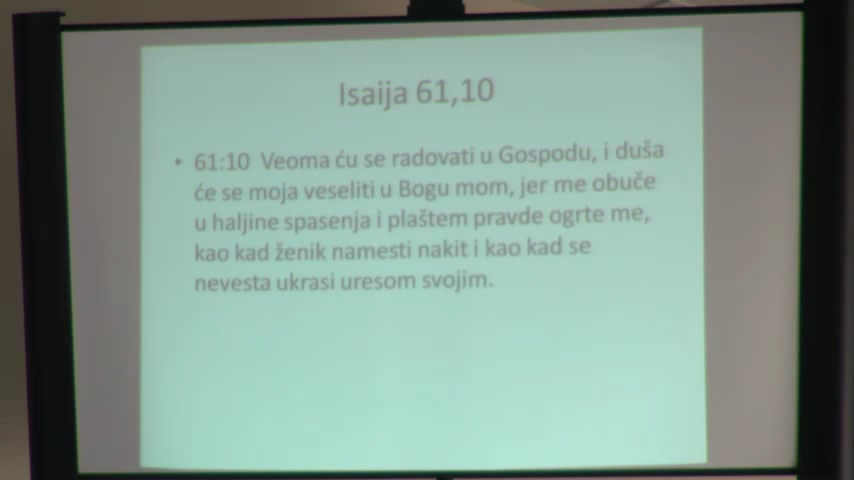 Isaija 61,10
• 61:10 Veoma ću se radovati u Gospodu, i duša
će se moja veseliti u Bogu mom, jer me obuče
u haljine spasenja i plaštem pravde ogrte me,
kao kad ženik namesti nakit i kao kad se
nevesta ukrasi uresom svojim.